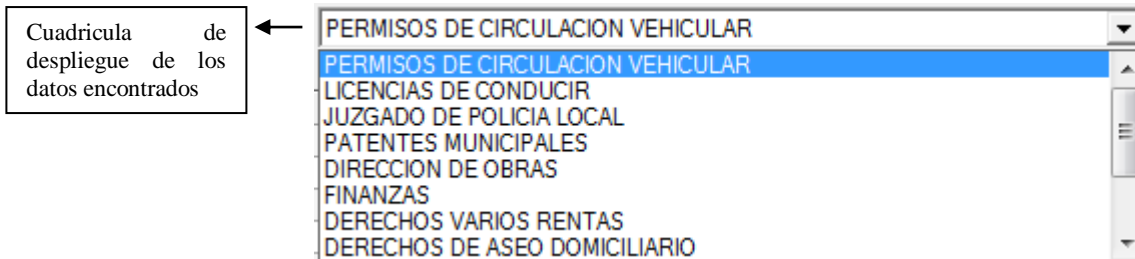 Cuadricula de
despliegue de los
datos encontrados
PERMISOS DE CIRCULACION VEHICULAR
PERMISOS DE CIRCULACION VEHICULAR
LICENCIAS DE CONDUCIR
JUZGADO DE POLICIA LOCAL
PATENTES MUNICIPALES
DIRECCION DE OBRAS
FINANZAS
DERECHOS VARIOS RENTAS
DERECHOS DE ASEO DOMICILIARIO